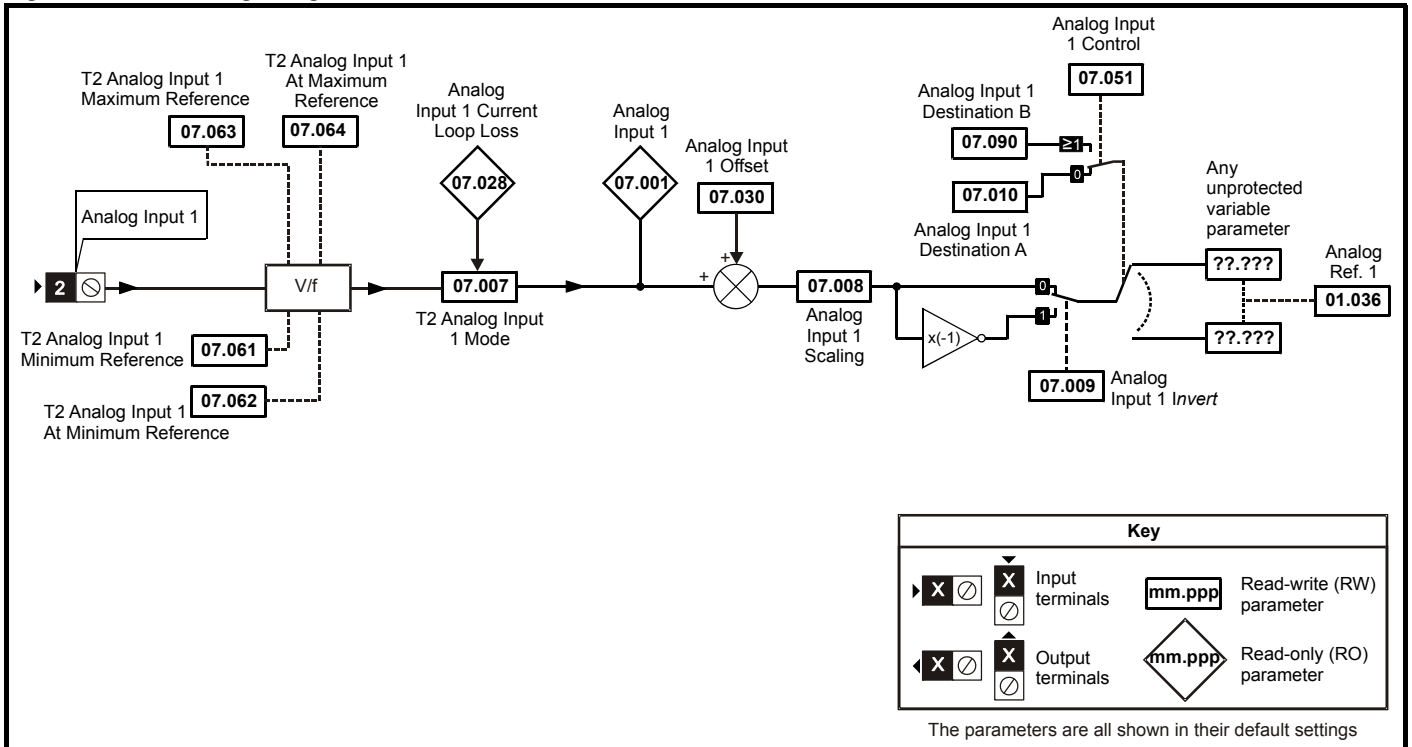 T2 Analog Input 1
Maximum Reference
07.063
T2 Analog Input 1
At Maximum
Reference
07.064
Analog
Input 1 Current
Loop Loss
07.028
Analog
Input 1
07.001
Analog Input
1 Offset
07.030
Analog Input
1 Control
07.051
Analog Input 1
Destination B
07.090
≥1
0
07.010
Analog Input 1
Destination A
Any
unprotected
variable
parameter
??.???
??.???
Analog
Ref. 1
01.036
Analog Input 1
2
V/f
07.007
T2 Analog Input
1 Mode
+
+
07.008
Analog
Input 1
Scaling
x(-1)
0
1
07.009
Analog
Input 1 Invert
T2 Analog Input 1
Minimum Reference
07.061
T2 Analog Input 1
At Minimum Reference
07.062
Key
X
X
Input
terminals
mm.ppp
Read-write (RW)
parameter
X
X
Output
terminals
mm.ppp
Read-only (RO)
parameter
The parameters are all shown in their default settings